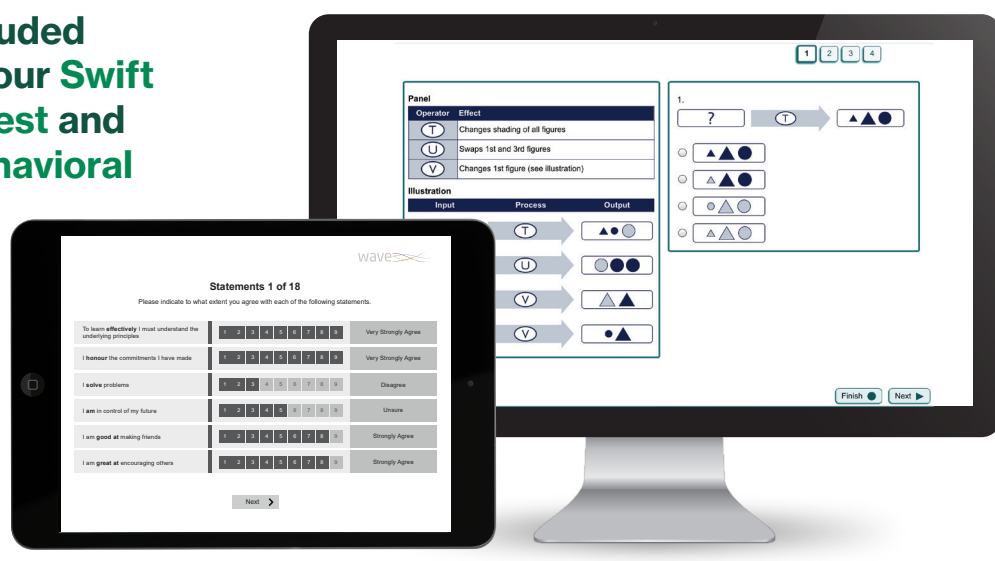 uded
our Swift
est and
havioral
1 2 3 4
Panel
Operator Effect
T Changes shading of all figures
U Swaps 1st and 3rd figures
V Changes 1st figure (see illustration)
Illustration
Input Process Output
T
U
V
V
1.
? T
Finish Next
wave
Statements 1 of 18
Please indicate to what extent you agree with each of the following statements.
To learn effectively I must understand the
underlying principles
1 2 3 4 5 6 7 8 9 Very Strongly Agree
I honour the commitments I have made 1 2 3 4 5 6 7 8 9 Very Strongly Agree
I solve problems 1 2 3 4 5 6 7 8 9 Disagree
I am in control of my future 1 2 3 4 5 6 7 8 9 Unsure
I am good at making friends 1 2 3 4 5 6 7 8 9 Strongly Agree
I am great at encouraging others 1 2 3 4 5 6 7 8 9 Strongly Agree
Next